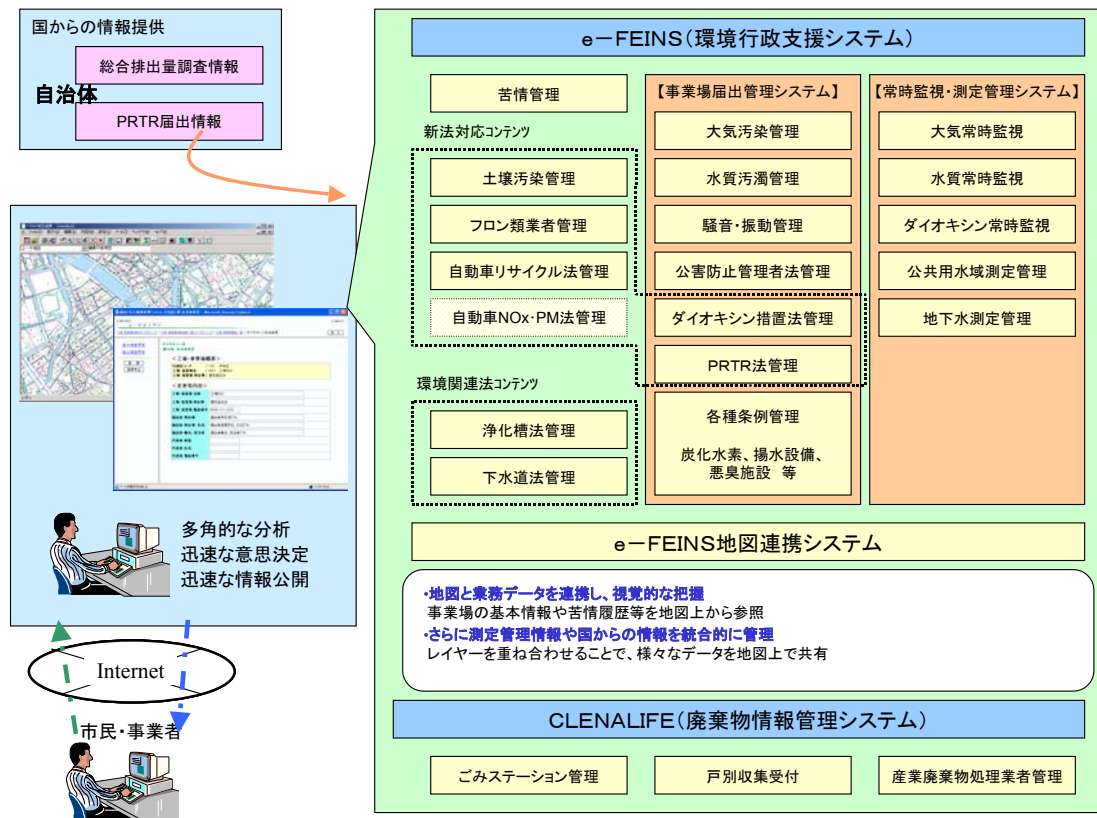 国からの情報提供
総合排出量調査情報
自治体
PRTR届出情報
多角的な分析
迅速な意思決定
迅速な情報公開
Internet
市民・事業者
e－FEINS（環境行政支援システム）
苦情管理
新法対応コンテンツ
土壌汚染管理
フロン類業者管理
自動車リサイクル法管理
自動車NOx・PM法管理
環境関連法コンテンツ
浄化槽法管理
下水道法管理
【事業場届出管理システム】
大気汚染管理
水質汚濁管理
騒音・振動管理
公害防止管理者法管理
ダイオキシン措置法管理
PRTR法管理
各種条例管理
炭化水素、揚水設備、
悪臭施設 等
【常時監視・測定管理システム】
大気常時監視
水質常時監視
ダイオキシン常時監視
公共用水域測定管理
地下水測定管理
e－FEINS地図連携システム
・地図と業務データを連携し、視覚的な把握
事業場の基本情報や苦情履歴等を地図上から参照
・さらに測定管理情報や国からの情報を統合的に管理
レイヤーを重ね合わせることで、様々なデータを地図上で共有
CLENALIFE（廃棄物情報管理システム）
ごみステーション管理
戸別収集受付
産業廃棄物処理業者管理